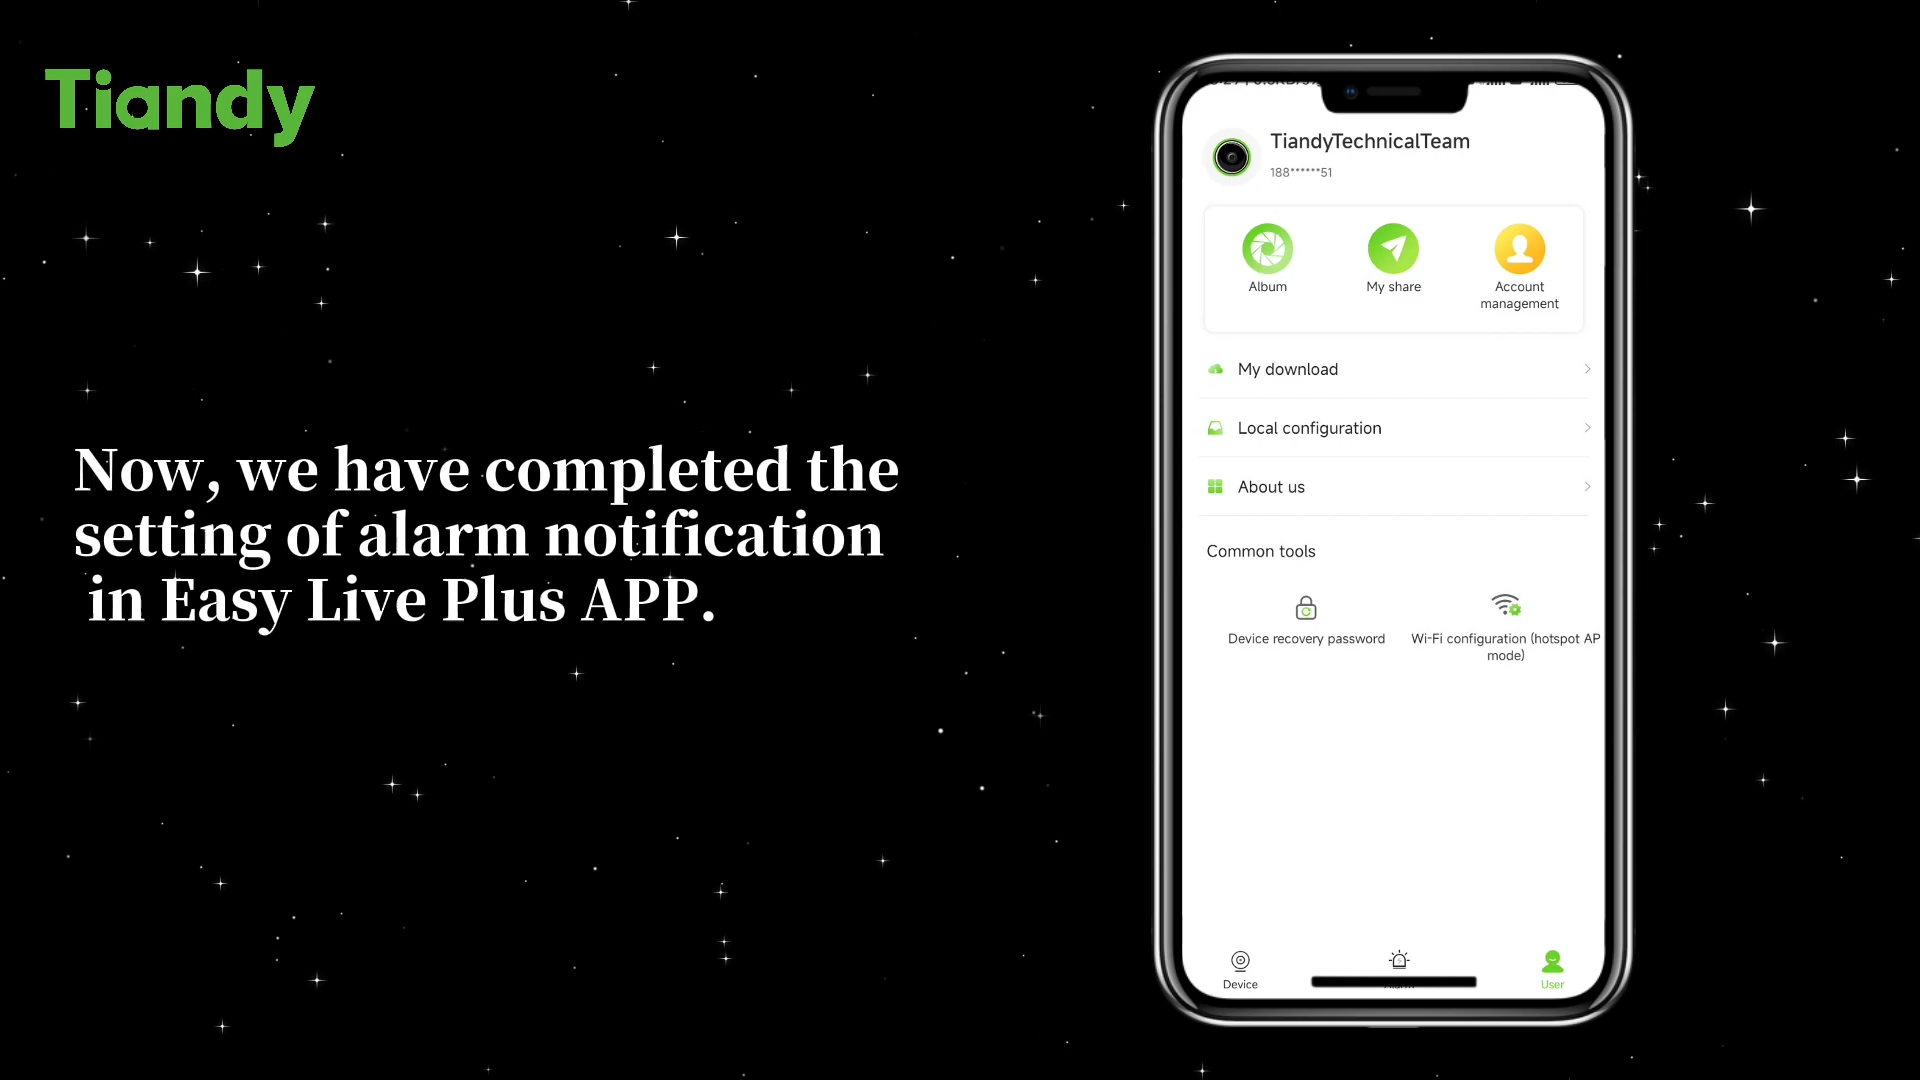 Tiandy
Now, we have completed the
setting of alarm notification
in Easy Live Plus APP.
TiandyTechnicalTeam
188******51
Album
My share
Account
management
My download
Local configuration
About us
Common tools
Device recovery password
Wi-Fi configuration (hotspot AP
mode)
Device
User